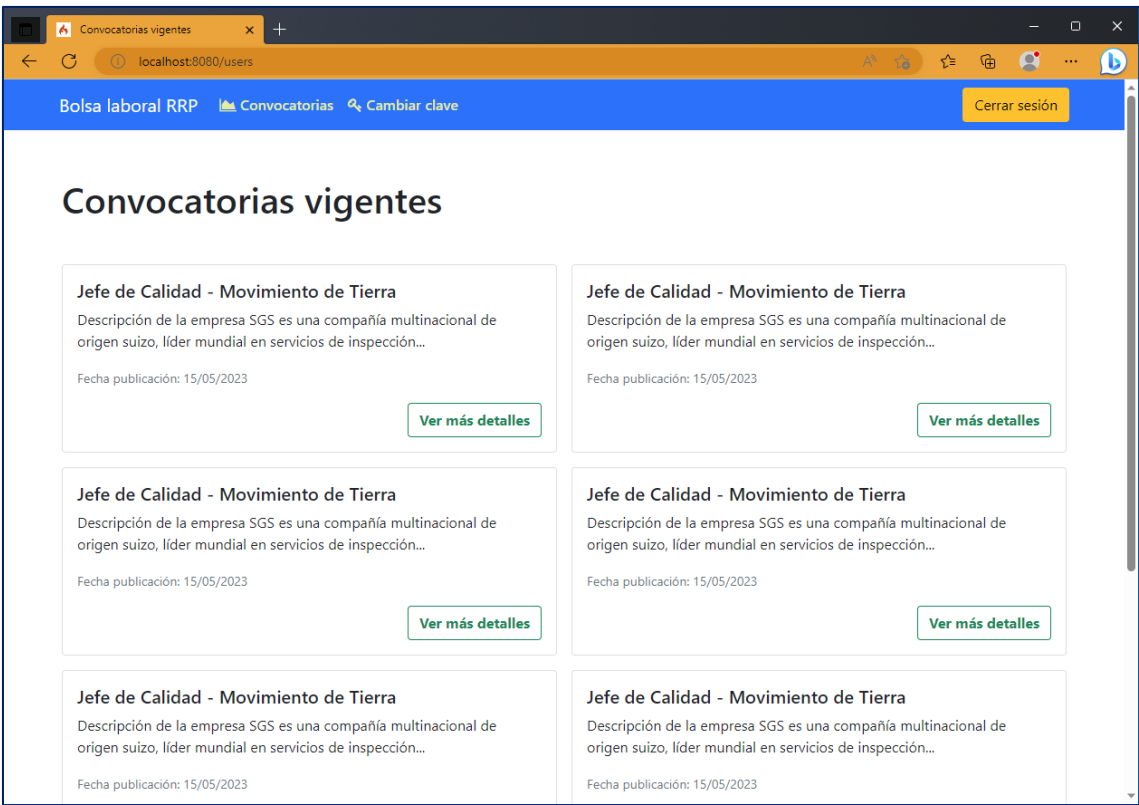 Convocatorias vigentes
localhost:8080/users
Bolsa laboral RRP Convocatorias Cambiar clave Cerrar sesión
Convocatorias vigentes
Jefe de Calidad - Movimiento de Tierra
Descripción de la empresa SGS es una compañía multinacional de
origen suizo, líder mundial en servicios de inspección...
Fecha publicación: 15/05/2023
Ver más detalles
Jefe de Calidad - Movimiento de Tierra
Descripción de la empresa SGS es una compañía multinacional de
origen suizo, líder mundial en servicios de inspección...
Fecha publicación: 15/05/2023
Ver más detalles
Jefe de Calidad - Movimiento de Tierra
Descripción de la empresa SGS es una compañía multinacional de
origen suizo, líder mundial en servicios de inspección...
Fecha publicación: 15/05/2023
Ver más detalles
Jefe de Calidad - Movimiento de Tierra
Descripción de la empresa SGS es una compañía multinacional de
origen suizo, líder mundial en servicios de inspección...
Fecha publicación: 15/05/2023
Ver más detalles
Jefe de Calidad - Movimiento de Tierra
Descripción de la empresa SGS es una compañía multinacional de
origen suizo, líder mundial en servicios de inspección...
Fecha publicación: 15/05/2023
Jefe de Calidad - Movimiento de Tierra
Descripción de la empresa SGS es una compañía multinacional de
origen suizo, líder mundial en servicios de inspección...
Fecha publicación: 15/05/2023